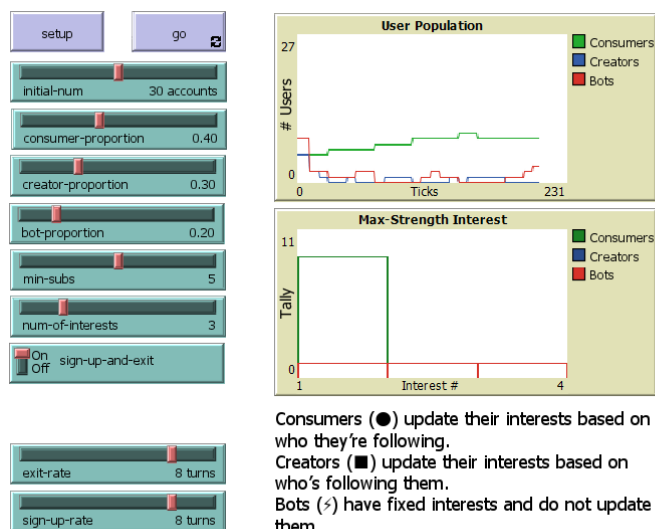 setup
go
initial-num 30 accounts
consumer-proportion 0.40
creator-proportion 0.30
bot-proportion 0.20
min-subs 5
num-of-interests 3
On
Off
sign-up-and-exit
exit-rate 8 turns
sign-up-rate 8 turns
User Population
27
# Users
0
0 Ticks 231
Consumers
Creators
Bots
Max-Strength Interest
11
Tally
0
1 Interest # 4
Consumers
Creators
Bots
Consumers (●) update their interests based on
who they're following.
Creators (■) update their interests based on
who's following them.
Bots (⚡) have fixed interests and do not update
them